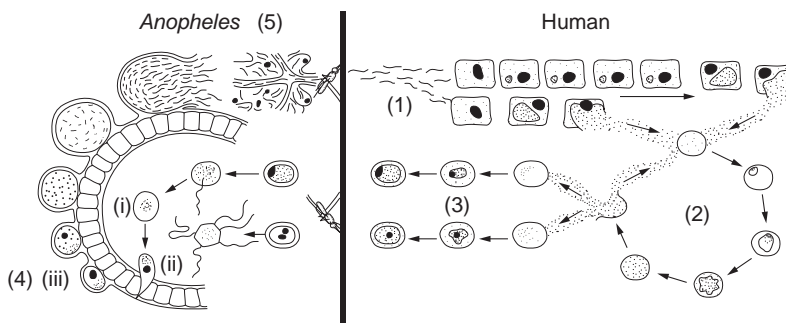 Anopheles (5)
Human
(1)
(i)
(3)
(2)
(ii)
(4) (iii)